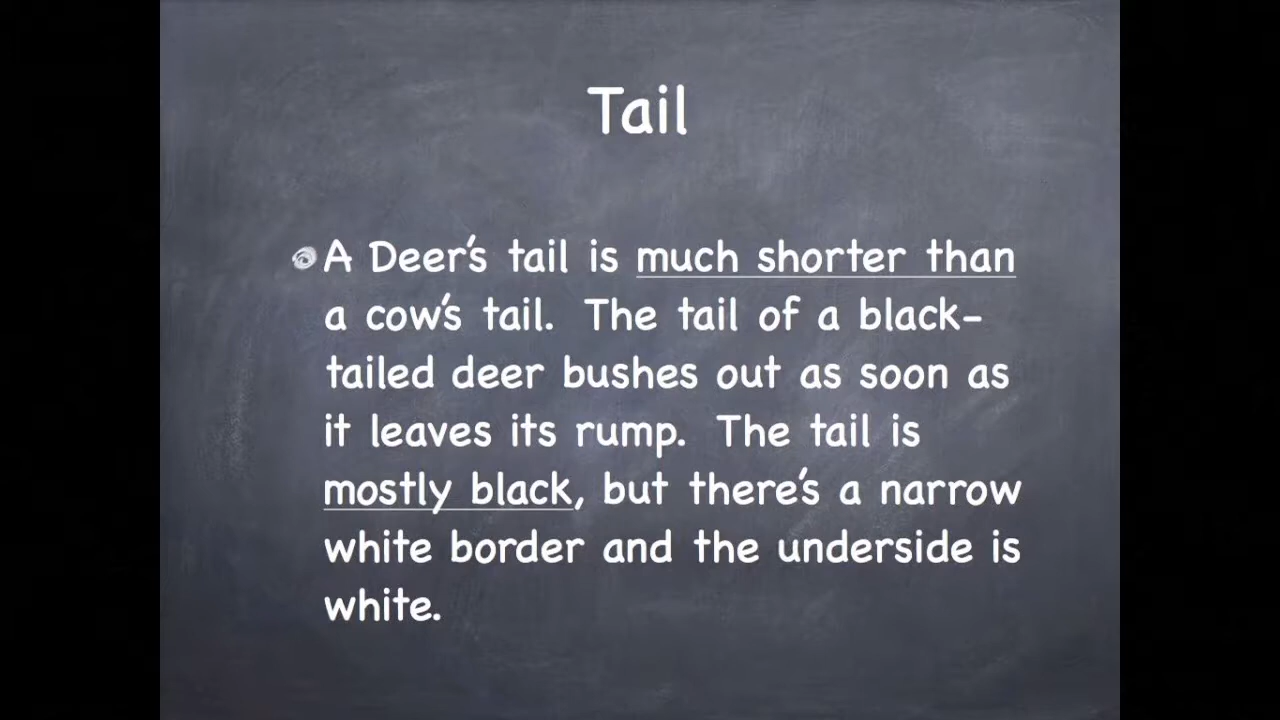 Tail
A Deer's tail is much shorter than
a cow's tail. The tail of a black-
tailed deer bushes out as soon as
it leaves its rump. The tail is
mostly black, but there's a narrow
white border and the underside is
white.